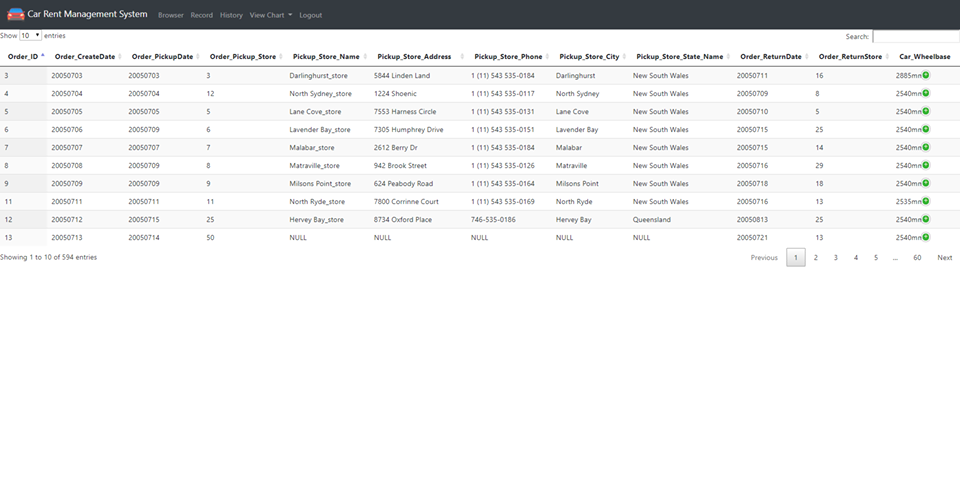 Car Rent Management System Browser Record History View Chart Logout
Show 10 entries Search:
Order_ID Order_CreateDate Order_PickupDate Order_Pickup_Store Pickup_Store_Name Pickup_Store_Address Pickup_Store_Phone Pickup_Store_City Pickup_Store_State_Name Order_ReturnDate Order_ReturnStore Car_Wheelbase
3 20050703 20050703 3 Darlinghurst_store 5844 Linden Land 1 (11) 543 535-0184 Darlinghurst New South Wales 20050711 16 2885mm
4 20050704 20050704 12 North Sydney_store 1224 Shoenic 1 (11) 543 535-0117 North Sydney New South Wales 20050709 8 2540mm
5 20050705 20050705 5 Lane Cove_store 7553 Harness Circle 1 (11) 543 535-0131 Lane Cove New South Wales 20050710 5 2540mm
6 20050706 20050709 6 Lavender Bay_store 7305 Humphrey Drive 1 (11) 543 535-0151 Lavender Bay New South Wales 20050715 25 2540mm
7 20050707 20050707 7 Malabar_store 2612 Berry Dr 1 (11) 543 535-0184 Malabar New South Wales 20050715 14 2540mm
8 20050708 20050709 8 Matraville_store 942 Brook Street 1 (11) 543 535-0126 Matraville New South Wales 20050716 29 2540mm
9 20050709 20050709 9 Milsons Point_store 624 Peabody Road 1 (11) 543 535-0164 Milsons Point New South Wales 20050718 18 2540mm
11 20050711 20050711 11 North Ryde_store 7800 Corrinne Court 1 (11) 543 535-0169 North Ryde New South Wales 20050716 13 2535mm
12 20050712 20050715 25 Hervey Bay_store 8734 Oxford Place 746-535-0186 Hervey Bay Queensland 20050813 25 2540mm
13 20050713 20050714 50 NULL NULL NULL NULL NULL 20050721 13 2540mm
Showing 1 to 10 of 594 entries Previous 1 2 3 4 5 ... 60 Next